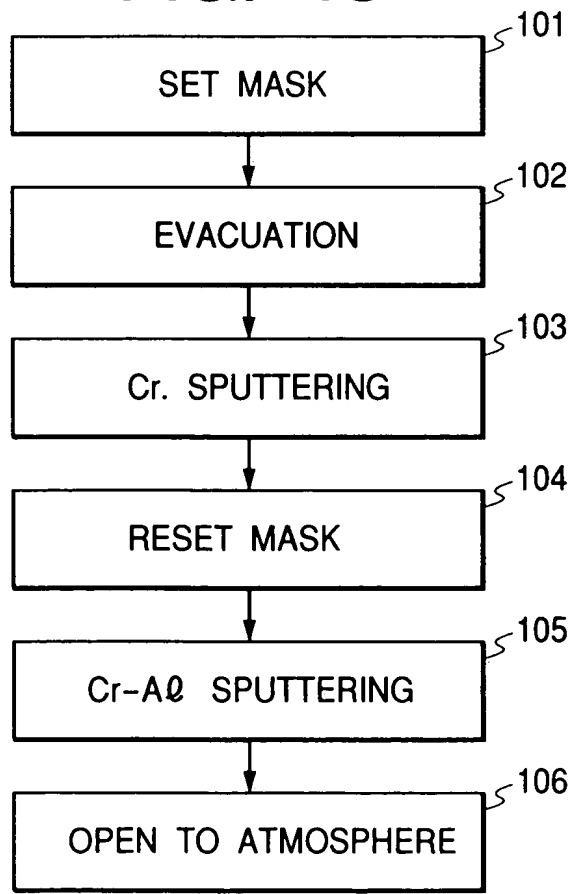 101
SET MASK
102
EVACUATION
103
Cr. SPUTTERING
104
RESET MASK
105
Cr-Aℓ SPUTTERING
106
OPEN TO ATMOSPHERE